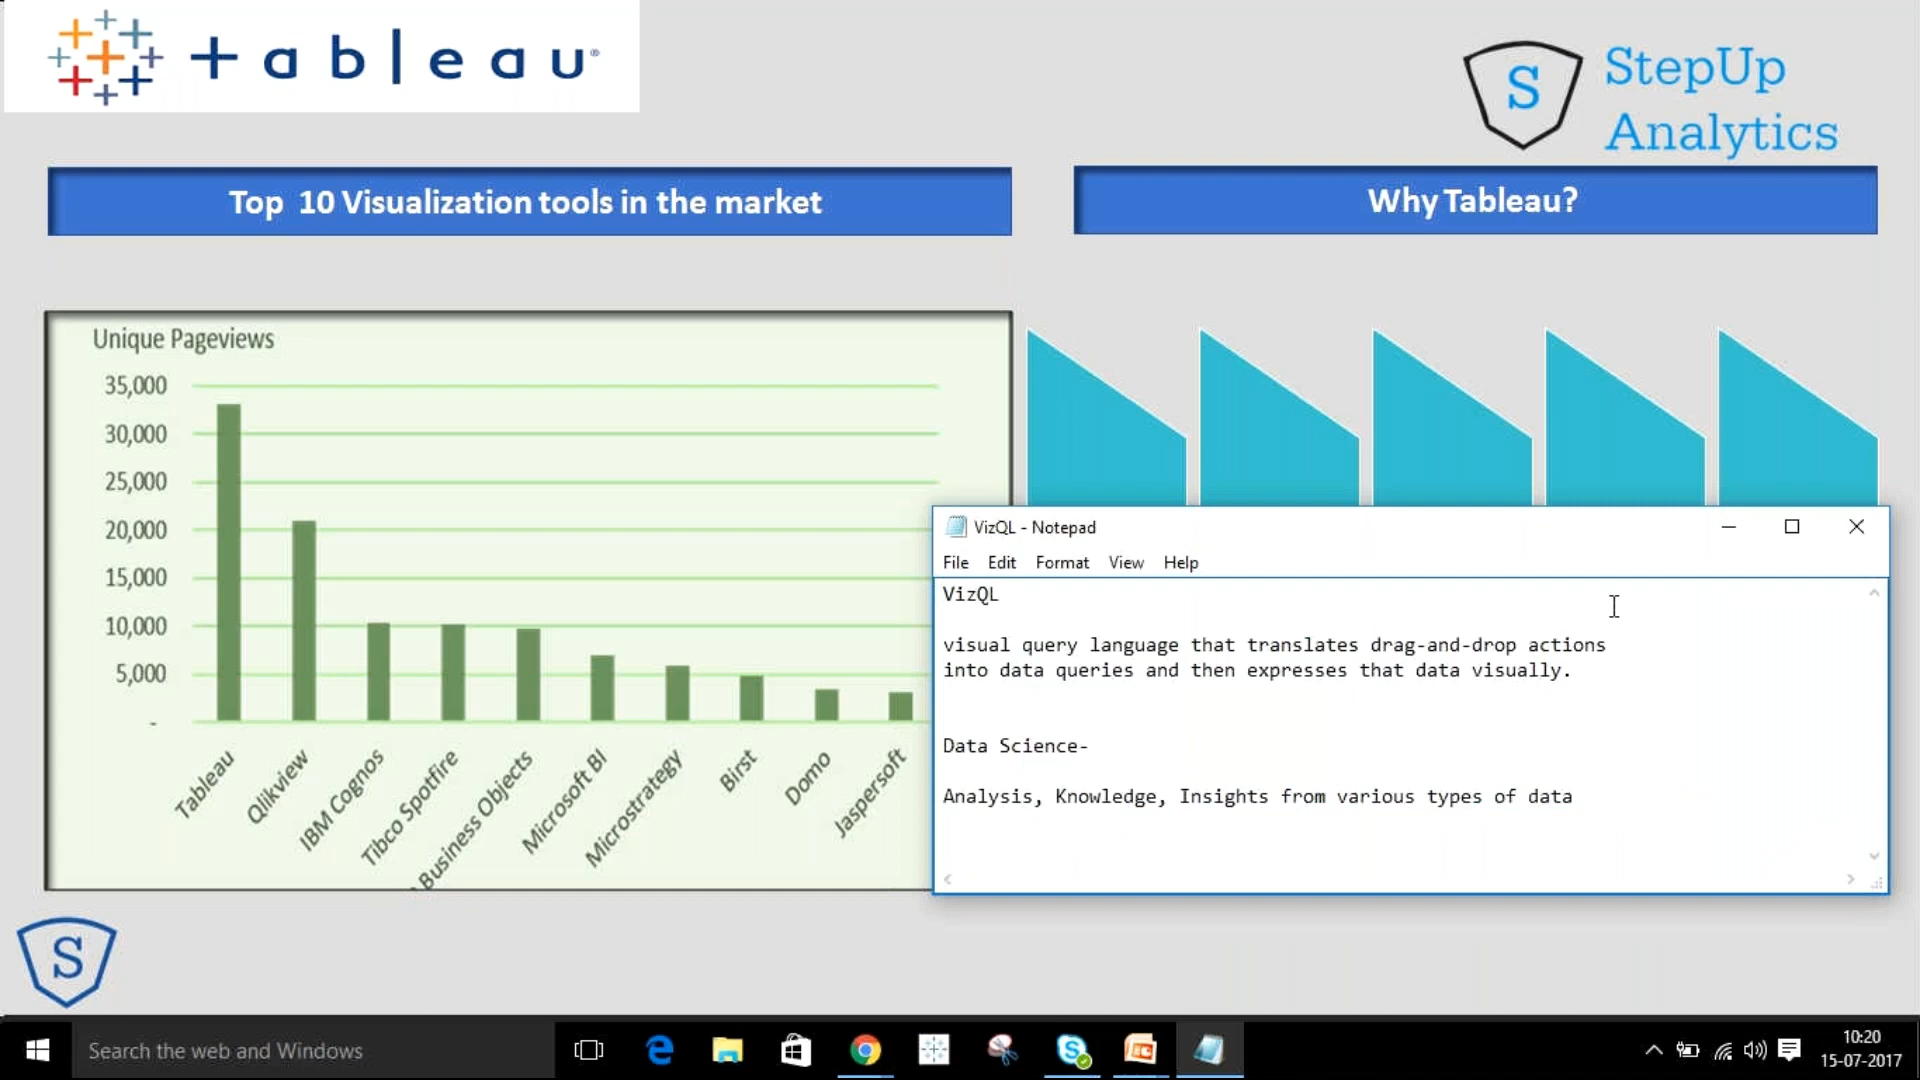 +ableau®
S
StepUp
Analytics
Top 10 Visualization tools in the market
Why Tableau?
Unique Pageviews
35,000
30,000
25,000
20,000
15,000
10,000
5,000
-
Tableau
Qlikview
IBM Cognos
Tibco Spotfire
Business Objects
Microsoft BI
Microstrategy
Birst
Domo
Jaspersoft
VizQL - Notepad
File Edit Format View Help
VizQL
visual query language that translates drag-and-drop actions
into data queries and then expresses that data visually.
Data Science-
Analysis, Knowledge, Insights from various types of data
S
Search the web and Windows
10:20
15-07-2017